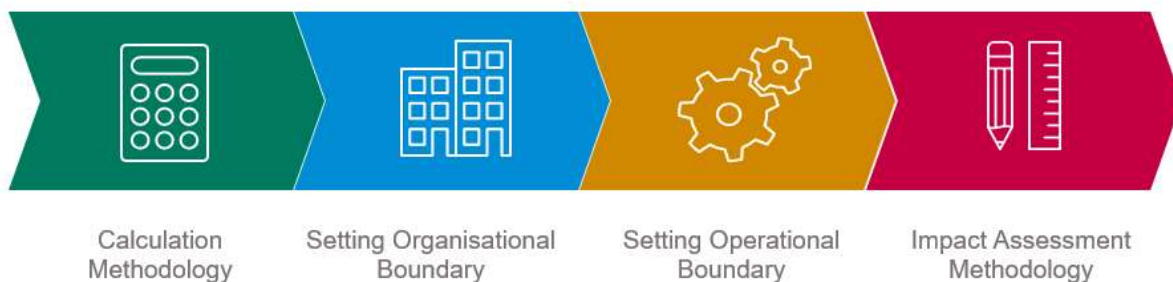 Calculation
Methodology
Setting Organisational
Boundary
Setting Operational
Boundary
Impact Assessment
Methodology